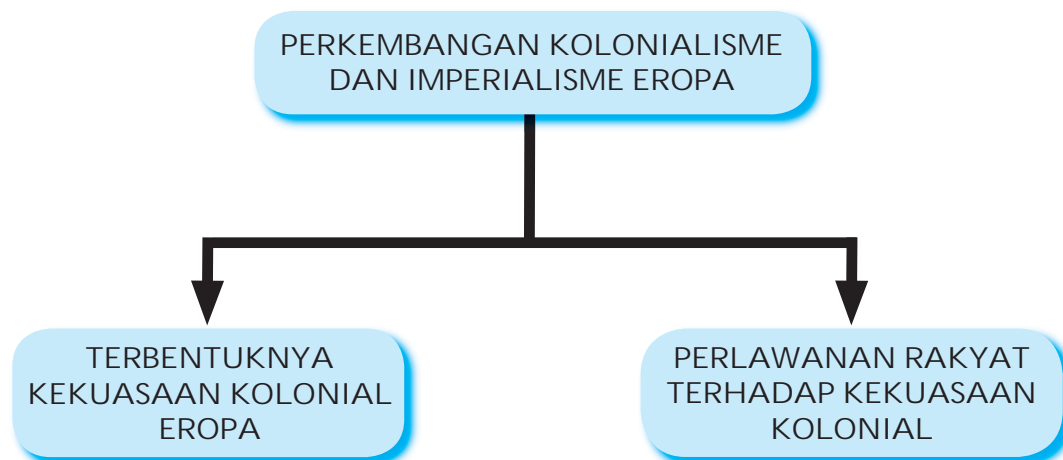 PERKEMBANGAN KOLONIALISME
DAN IMPERIALISME EROPA
TERBENTUKNYA
KEKUASAAN KOLONIAL
EROPA
PERLAWANAN RAKYAT
TERHADAP KEKUASAAN
KOLONIAL